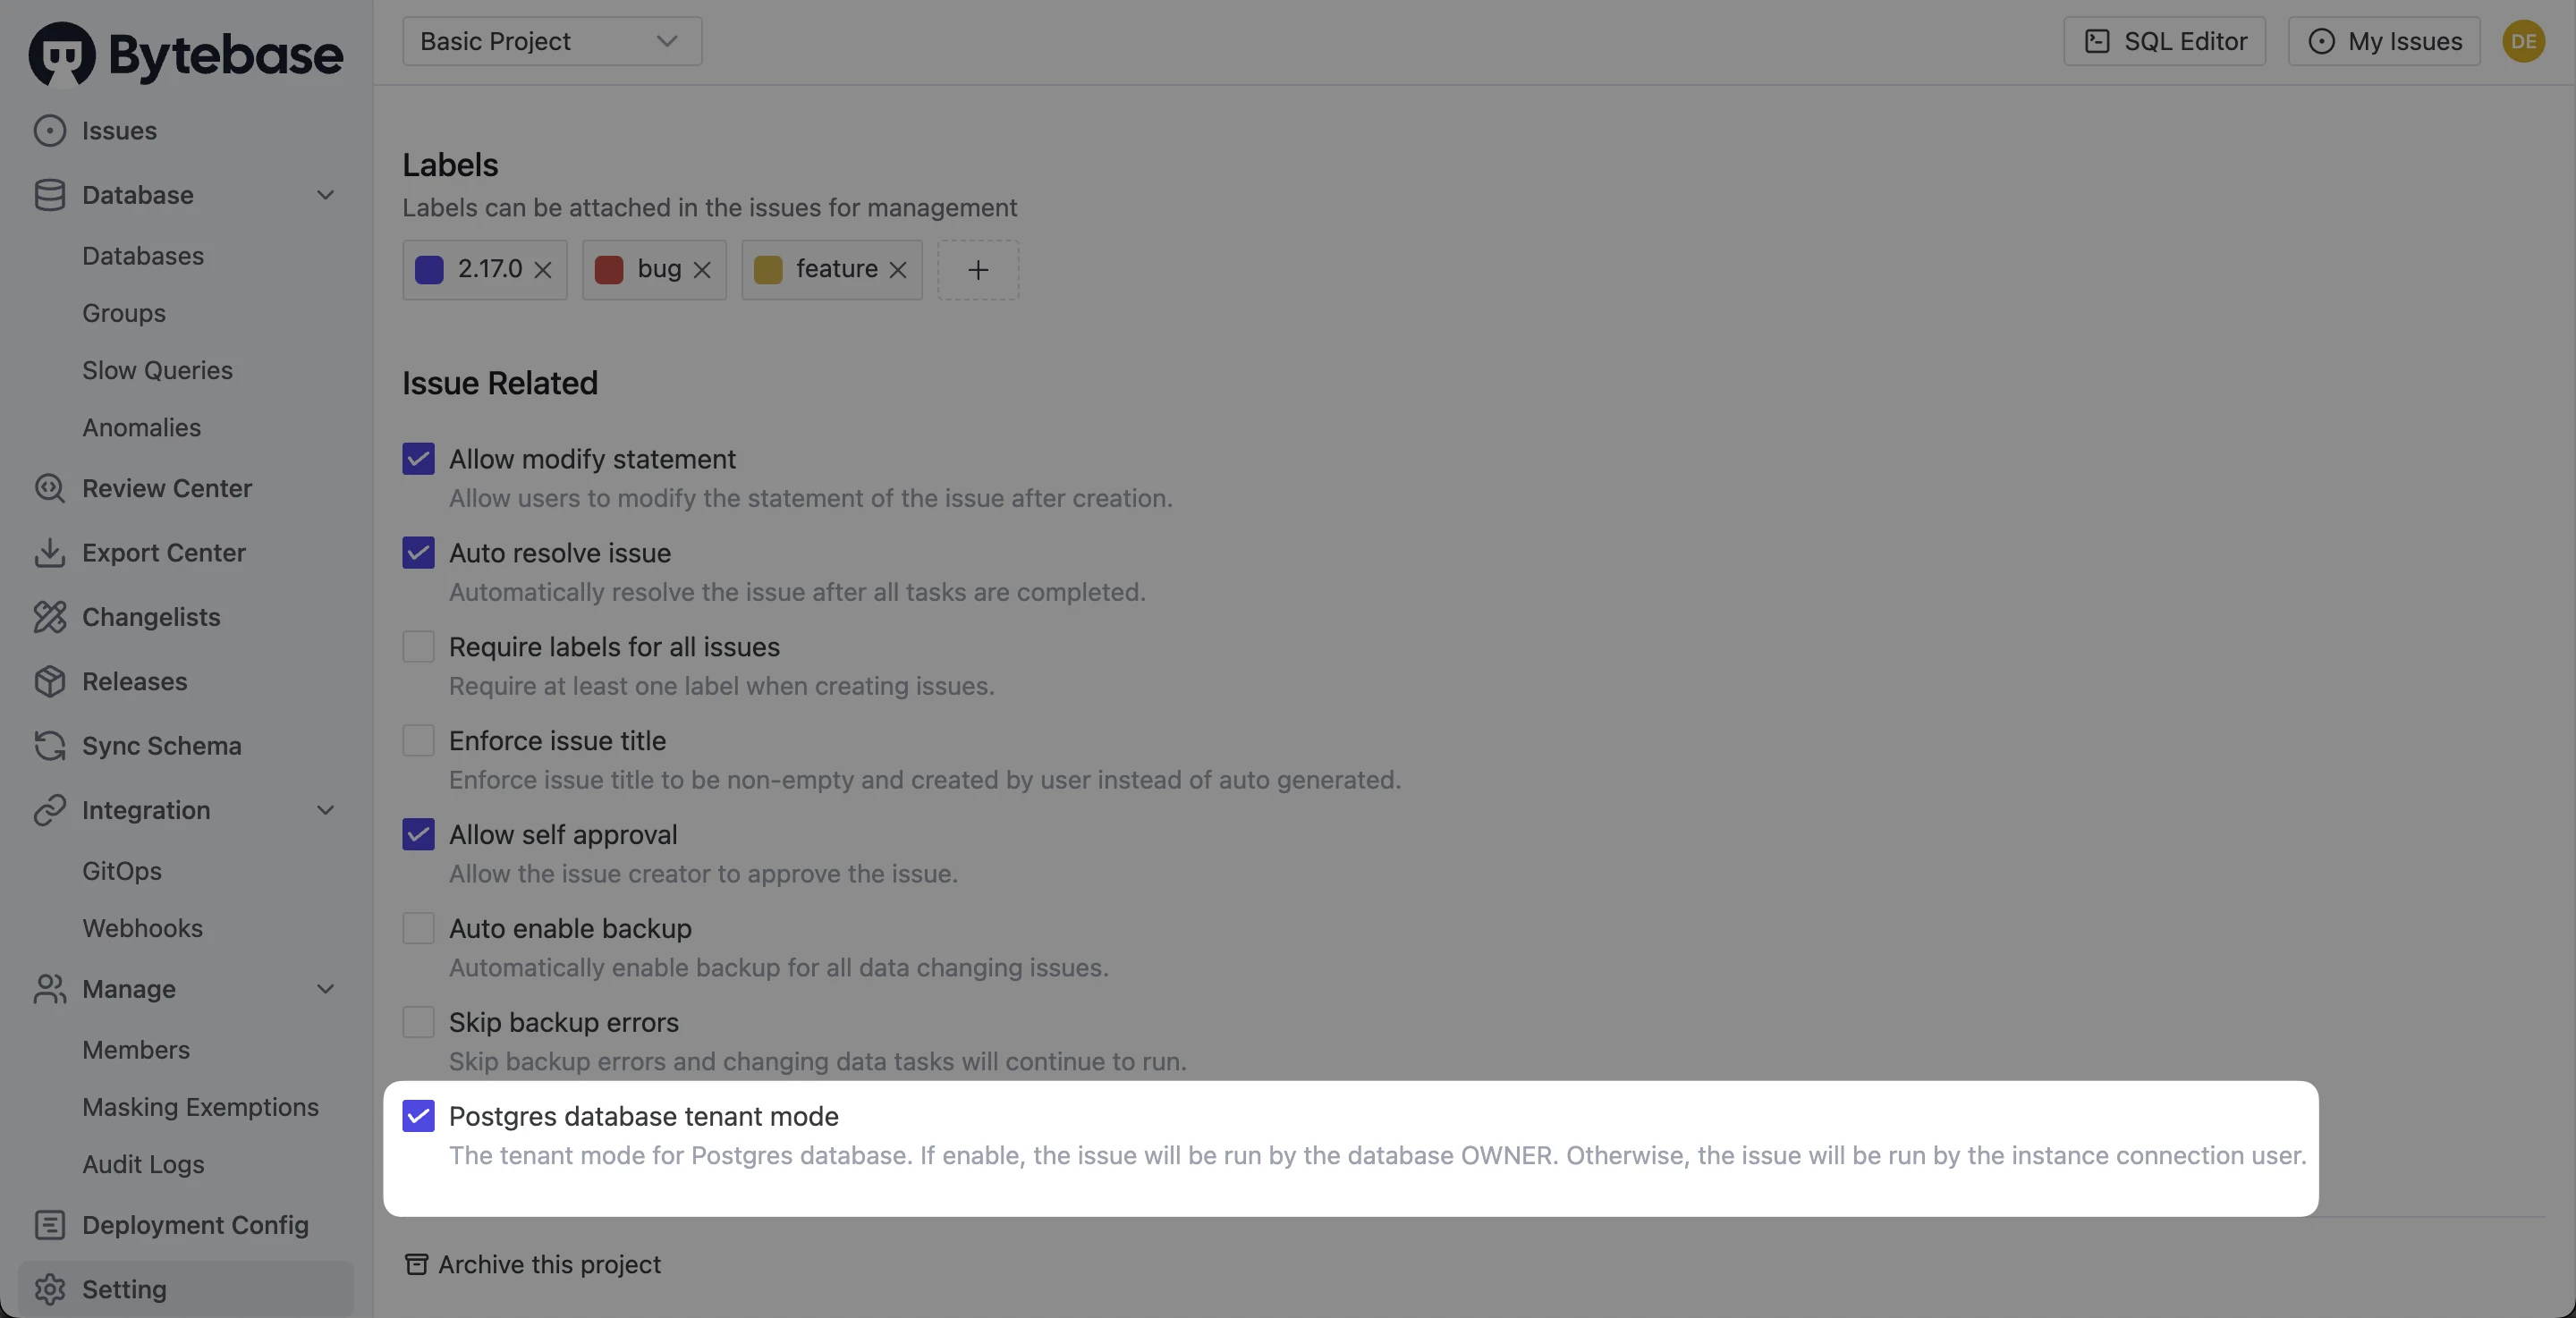 Bytebase
Basic Project
SQL Editor
My Issues
DE
Issues
Database
Databases
Groups
Slow Queries
Anomalies
Review Center
Export Center
Changelists
Releases
Sync Schema
Integration
GitOps
Webhooks
Manage
Members
Masking Exemptions
Audit Logs
Deployment Config
Setting
Labels
Labels can be attached in the issues for management
2.17.0
bug
feature
Issue Related
Allow modify statement
Allow users to modify the statement of the issue after creation.
Auto resolve issue
Automatically resolve the issue after all tasks are completed.
Require labels for all issues
Require at least one label when creating issues.
Enforce issue title
Enforce issue title to be non-empty and created by user instead of auto generated.
Allow self approval
Allow the issue creator to approve the issue.
Auto enable backup
Automatically enable backup for all data changing issues.
Skip backup errors
Skip backup errors and changing data tasks will continue to run.
Postgres database tenant mode
The tenant mode for Postgres database. If enable, the issue will be run by the database OWNER. Otherwise, the issue will be run by the instance connection user.
Archive this project